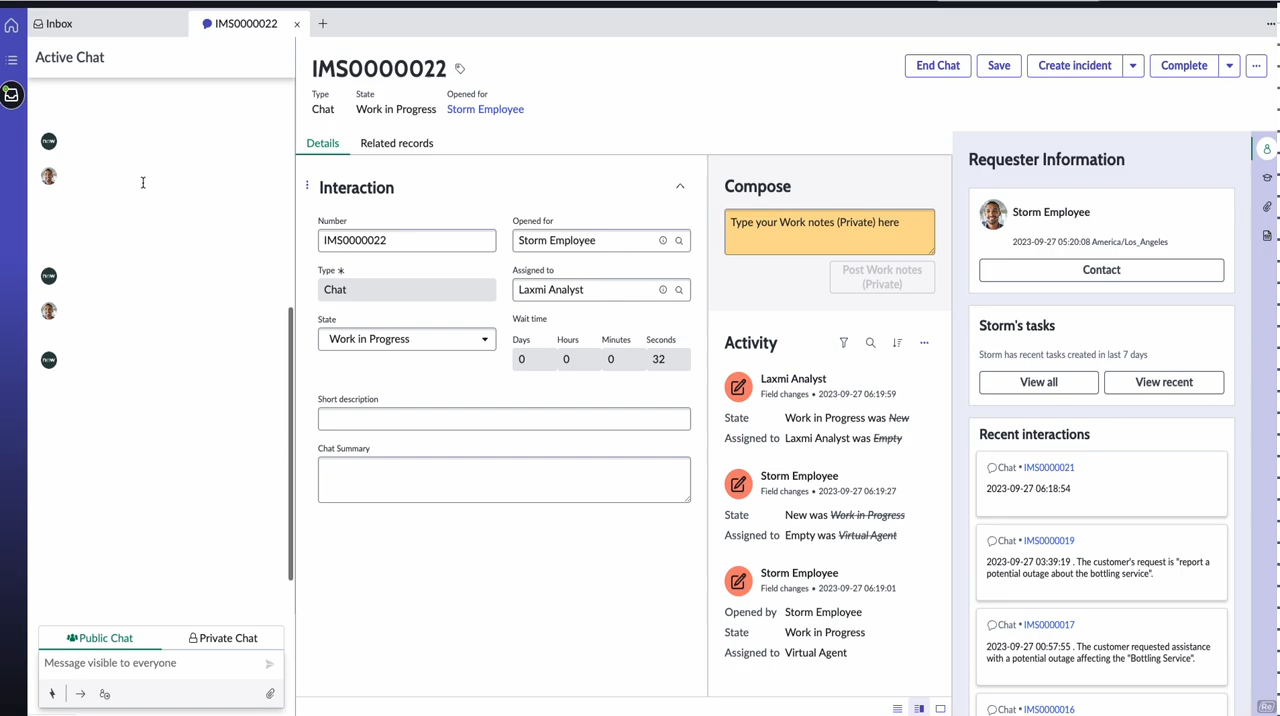 Inbox
IMS0000022
Active Chat
now
now
now
Public Chat
Private Chat
Message visible to everyone
IMS0000022
Type
State
Opened for
Chat
Work in Progress
Storm Employee
End Chat
Save
Create incident
Complete
Details
Related records
Interaction
Number
Opened for
IMS0000022
Storm Employee
Type
Assigned to
Chat
Laxmi Analyst
State
Wait time
Work in Progress
Days
Hours
Minutes
Seconds
0
0
0
32
Short description
Chat Summary
Compose
Type your Work notes (Private) here
Post Work notes
(Private)
Activity
Laxmi Analyst
Field changes • 2023-09-27 06:19:59
State Work in Progress was New
Assigned to Laxmi Analyst was Empty
Storm Employee
Field changes • 2023-09-27 06:19:27
State New was Work in Progress
Assigned to Empty was Virtual Agent
Storm Employee
Field changes • 2023-09-27 06:19:01
Opened by Storm Employee
State Work in Progress
Assigned to Virtual Agent
Requester Information
Storm Employee
2023-09-27 05:20:08 America/Los_Angeles
Contact
Storm's tasks
Storm has recent tasks created in last 7 days
View all
View recent
Recent interactions
Chat • IMS0000021
2023-09-27 06:18:54
Chat • IMS0000019
2023-09-27 03:39:19 . The customer's request is "report a
potential outage about the bottling service".
Chat • IMS0000017
2023-09-27 00:57:55 . The customer requested assistance
with a potential outage affecting the "Bottling Service".
Chat • IMS0000016